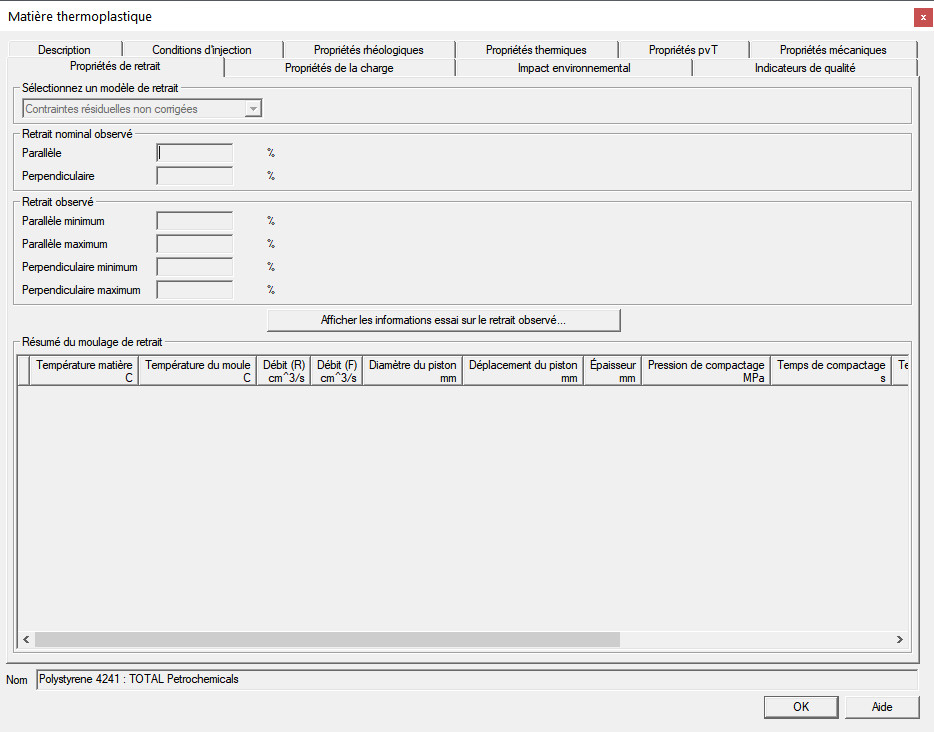 Matière thermoplastique
x
Description Conditions d'injection Propriétés rhéologiques Propriétés thermiques Propriétés pvT Propriétés mécaniques
Propriétés de retrait Propriétés de la charge Impact environnemental Indicateurs de qualité
Sélectionnez un modèle de retrait
Contraintes résiduelles non corrigées
Retrait nominal observé
Parallèle %
Perpendiculaire %
Retrait observé
Parallèle minimum %
Parallèle maximum %
Perpendiculaire minimum %
Perpendiculaire maximum %
Afficher les informations essai sur le retrait observé...
Résumé du moulage de retrait
Température matière Température du moule Débit (R) Débit (F) Diamètre du piston Déplacement du piston Épaisseur Pression de compactage Temps de compactage Te
C C cm^3/s cm^3/s mm mm mm MPa s
Nom Polystyrene 4241 : TOTAL Petrochemicals
OK Aide